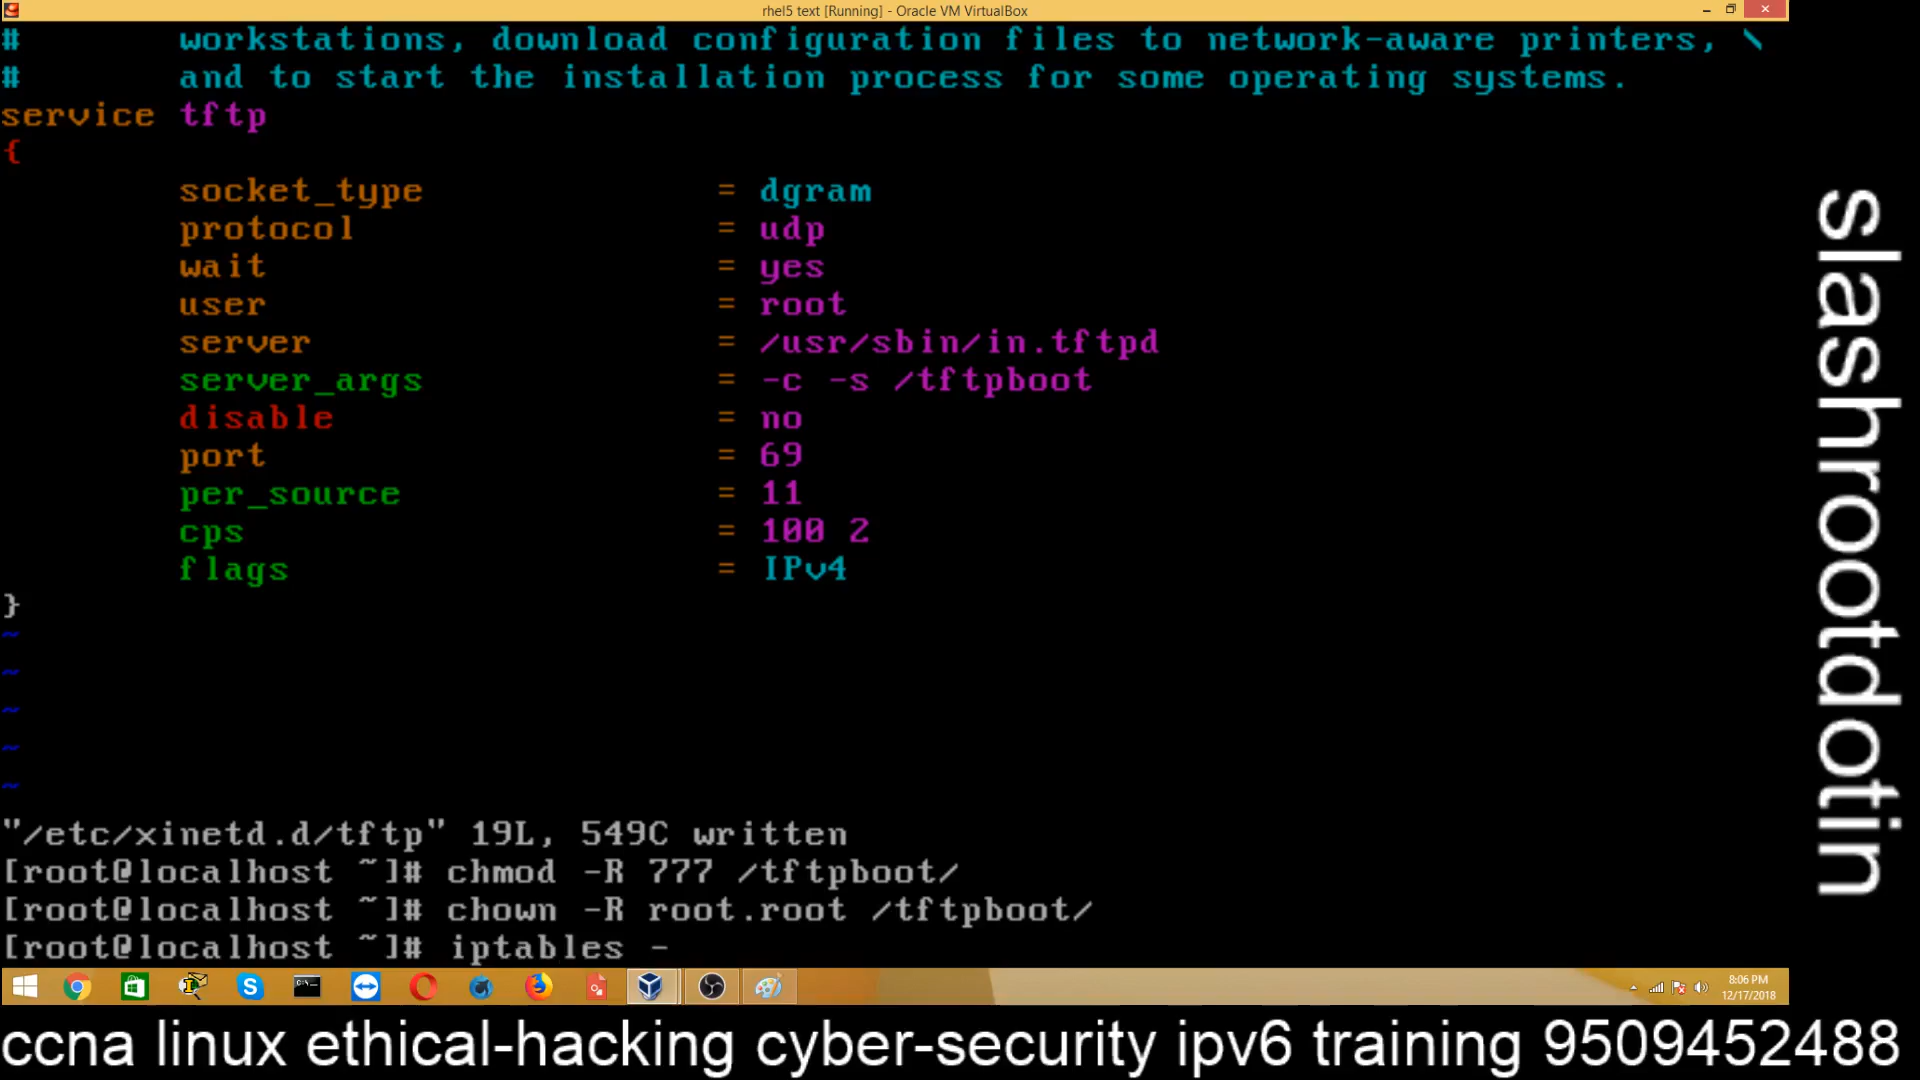 rhel5 text [Running] - Oracle VM VirtualBox
# workstations, download configuration files to network-aware printers, \
# and to start the installation process for some operating systems.
service tftp
{
socket_type = dgram
protocol = udp
wait = yes
user = root
server = /usr/sbin/in.tftpd
server_args = -c -s /tftpboot
disable = no
port = 69
per_source = 11
cps = 100 2
flags = IPv4
}
~
~
~
~
~
"/etc/xinetd.d/tftp" 19L, 549C written
[root@localhost ~]# chmod -R 777 /tftpboot/
[root@localhost ~]# chown -R root.root /tftpboot/
[root@localhost ~]# iptables -
8:06 PM
12/17/2018
slashrootdotin
ccna linux ethical-hacking cyber-security ipv6 training 9509452488